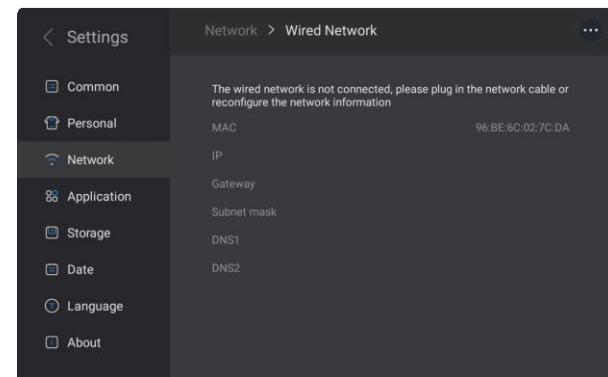 Settings
Network > Wired Network
Common
Personal
Network
Application
Storage
Date
Language
About
The wired network is not connected, please plug in the network cable or
reconfigure the network information
MAC 96:BE:6C:02:7C:DA
IP
Gateway
Subnet mask
DNS1
DNS2